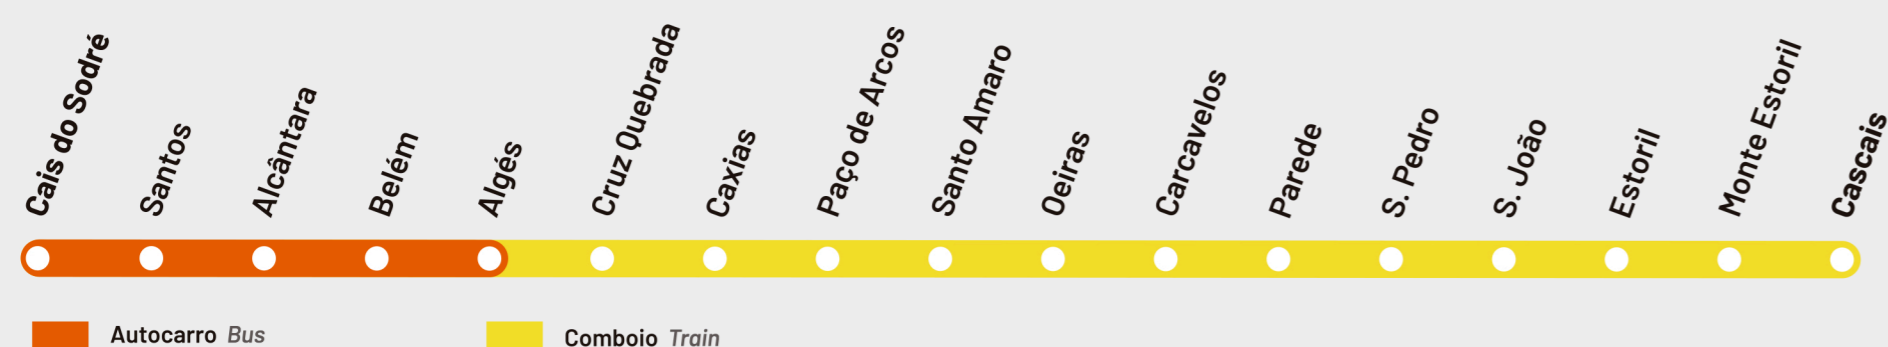 Cais do Sodré
Santos
Alcântara
Belém
Algés
Cruz Quebrada
Caxias
Paço de Arcos
Santo Amaro
Oeiras
Carcavelos
Parede
S. Pedro
S. João
Estoril
Monte Estoril
Cascais
Autocarro Bus
Comboio Train